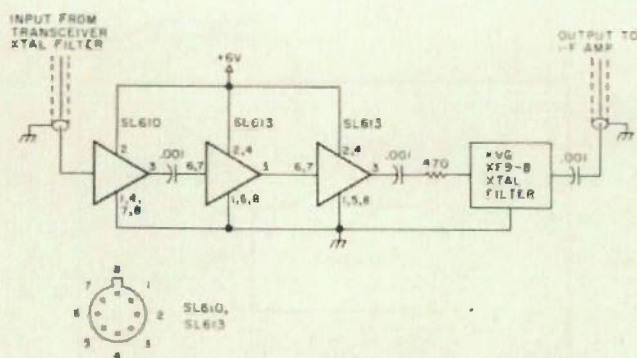 INPUT FROM
TRANSCEIVER
XTAL FILTER
OUTPUT TO
I-F AMP
+6V
SL610
SL613
SL613
2
3
.001
6,7
2,4
3
6,7
2,4
3
.001
470
KVG
XF9-B
XTAL
FILTER
.001
1,4,
7,8
1,5,8
1,5,8
8
7
1
6
2
5
3
4
SL610,
SL613